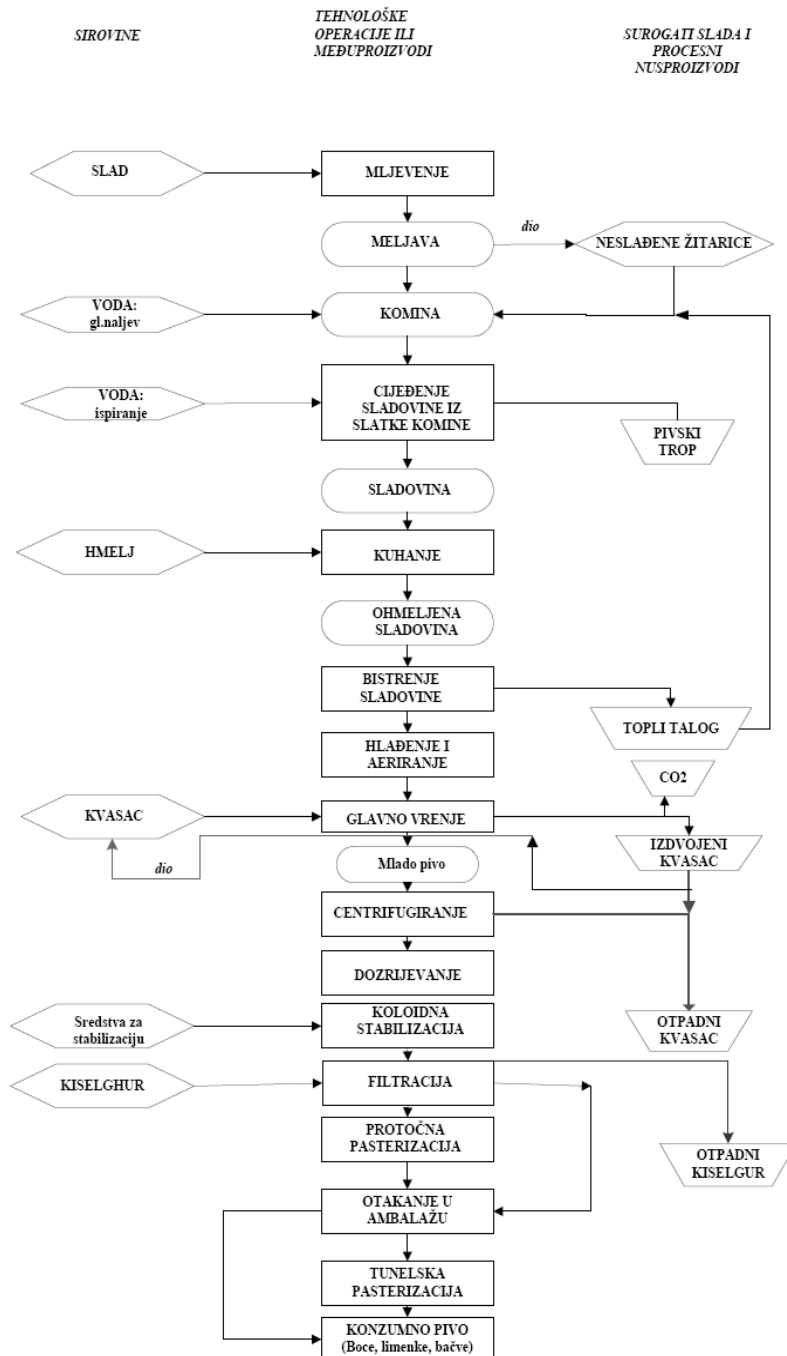 SIROVINE
TEHNOLOŠKE
OPERACIJE ILI
MEĐUPROIZVODI
SUROGATI SLADA I
PROCESNI
NUSPROIZVODI
SLAD
MLJEVENJE
MELJAVA
dio
NESLAĐENE ŽITARICE
VODA:
gl.naljev
KOMINA
VODA:
ispiranje
CIJEĐENJE
SLADOVINE IZ
SLATKE KOMINE
PIVSKI
TROP
SLADOVINA
HMELJ
KUHANJE
OHMELJENA
SLADOVINA
BISTRENJE
SLADOVINE
TOPLI TALOG
HLAĐENJE I
AERIRANJE
CO2
KVASAC
GLAVNO VRENJE
IZDVOJENI
KVASAC
dio
Mlado pivo
CENTRIFUGIRANJE
DOZRIJEVANJE
Sredstva za
stabilizaciju
KOLOIDNA
STABILIZACIJA
OTPADNI
KVASAC
KISELGHUR
FILTRACIJA
PROTOČNA
PASTERIZACIJA
OTPADNI
KISELGUR
OTAKANJE U
AMBALAŽU
TUNELSKA
PASTERIZACIJA
KONZUMNO PIVO
(Boce, limenke, bačve)